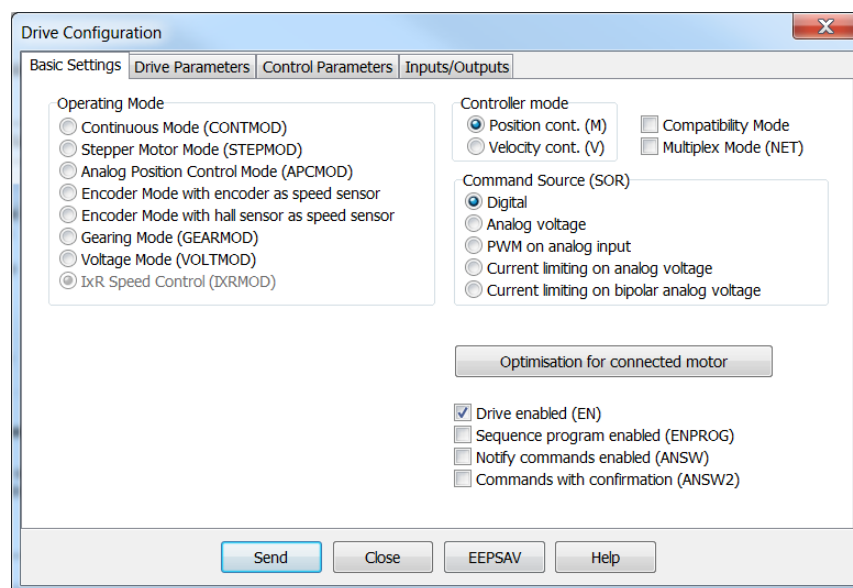 Drive Configuration
Basic Settings Drive Parameters Control Parameters Inputs/Outputs
Operating Mode
Continuous Mode (CONTMOD)
Stepper Motor Mode (STEPMOD)
Analog Position Control Mode (APCMOD)
Encoder Mode with encoder as speed sensor
Encoder Mode with hall sensor as speed sensor
Gearing Mode (GEARMOD)
Voltage Mode (VOLTMOD)
IxR Speed Control (IXRMOD)
Controller mode
Position cont. (M)
Velocity cont. (V)
Compatibility Mode
Multiplex Mode (NET)
Command Source (SOR)
Digital
Analog voltage
PWM on analog input
Current limiting on analog voltage
Current limiting on bipolar analog voltage
Optimisation for connected motor
Drive enabled (EN)
Sequence program enabled (ENPROG)
Notify commands enabled (ANSW)
Commands with confirmation (ANSW2)
Send Close EEPSAV Help